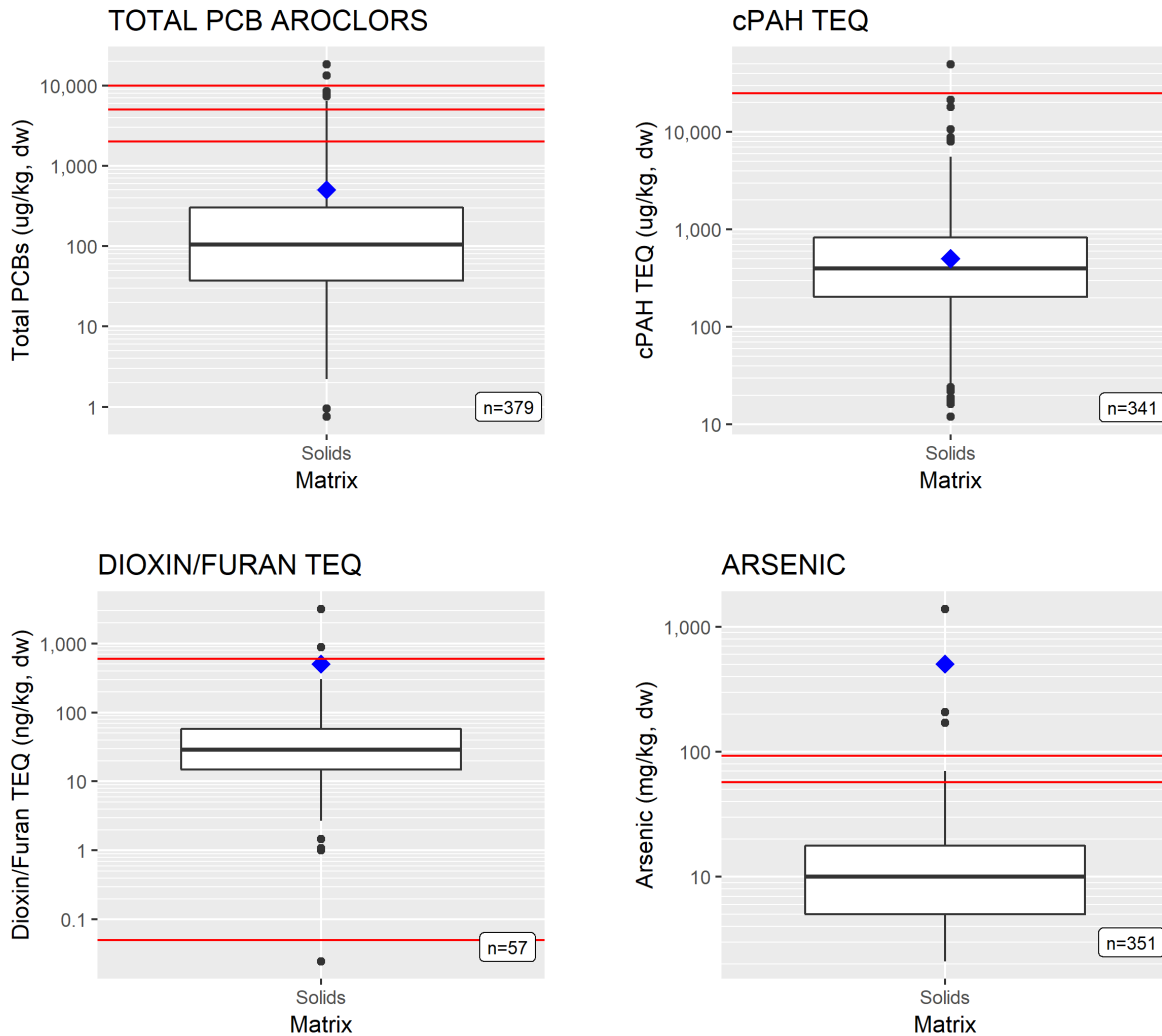 TOTAL PCB AROCLORS
Total PCBs (ug/kg, dw)
10,000
1,000
100
10
1
n=379
Solids
Matrix
cPAH TEQ
cPAH TEQ (ug/kg, dw)
10,000
1,000
100
10
n=341
Solids
Matrix
DIOXIN/FURAN TEQ
Dioxin/Furan TEQ (ng/kg, dw)
1,000
100
10
1
0.1
n=57
Solids
Matrix
ARSENIC
Arsenic (mg/kg, dw)
1,000
100
10
n=351
Solids
Matrix